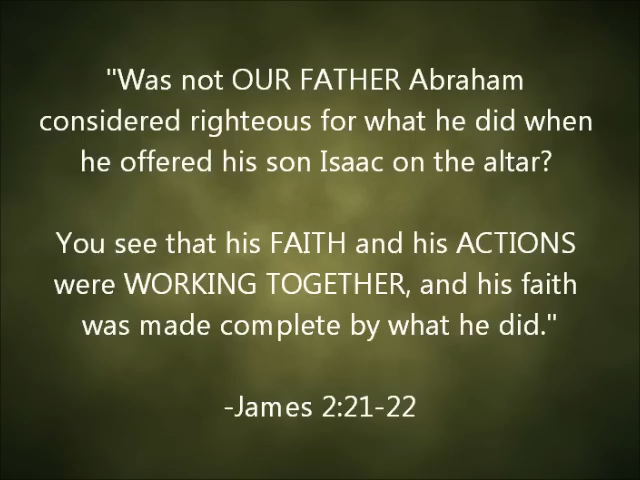 "Was not OUR FATHER Abraham
considered righteous for what he did when
he offered his son Isaac on the altar?
You see that his FAITH and his ACTIONS
were WORKING TOGETHER, and his faith
was made complete by what he did."
-James 2:21-22